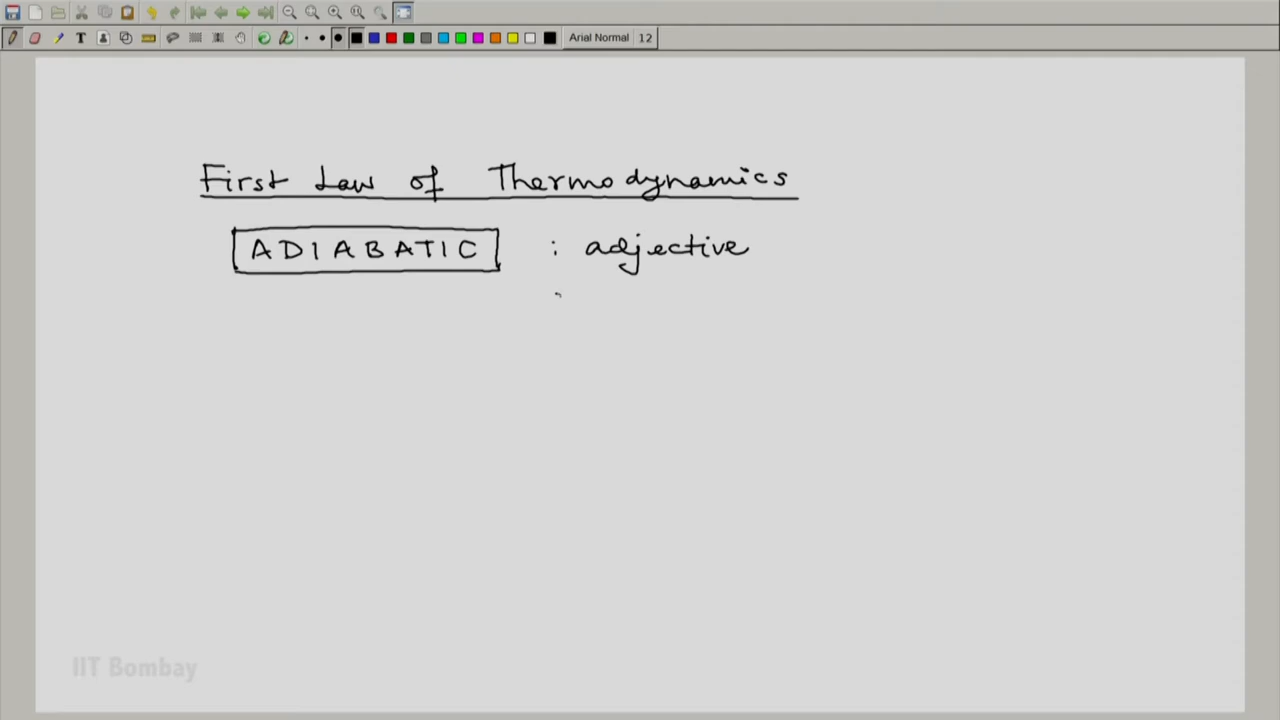 Arial Normal 12
First Law of Thermodynamics
ADIABATIC : adjective
IIT Bombay